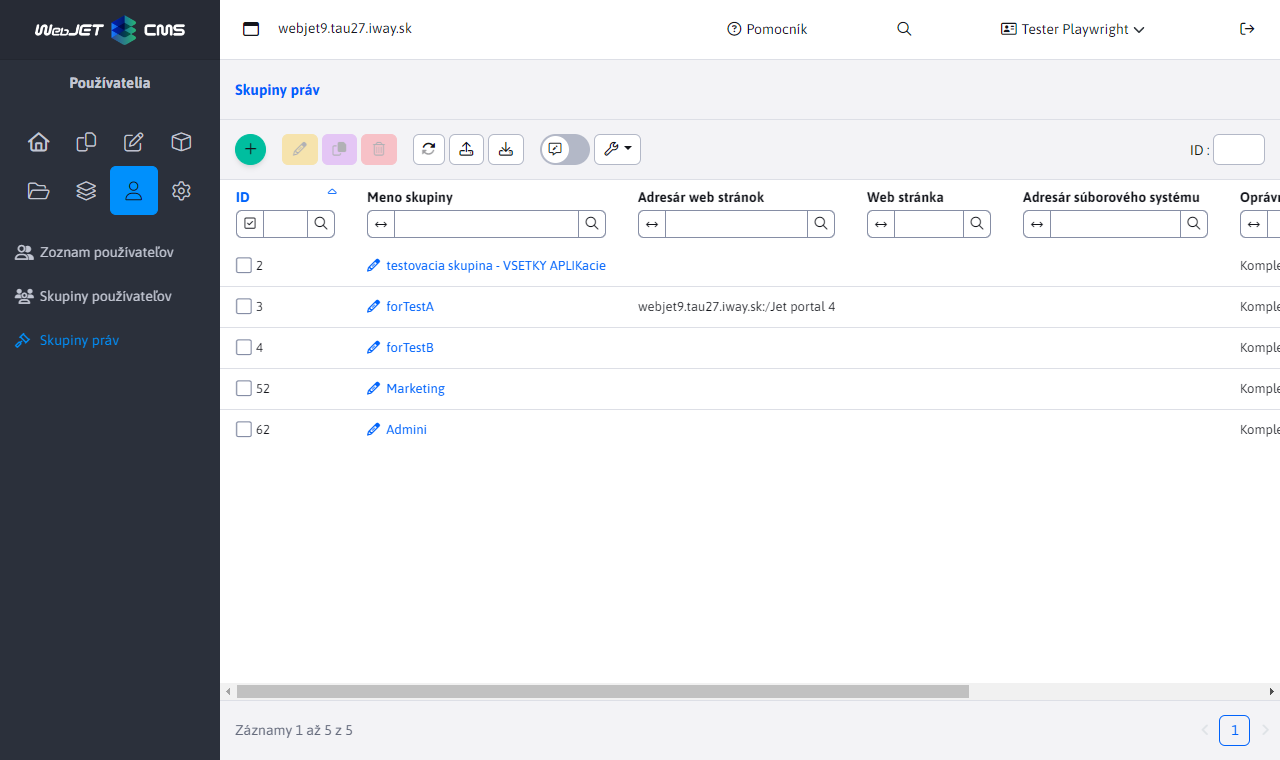 WebJET CMS
webjet9.tau27.iway.sk
Pomocník
Tester Playwright
Používatelia
Skupiny práv
ID :
Zoznam používateľov
Skupiny používateľov
Skupiny práv
ID Meno skupiny Adresár web stránok Web stránka Adresár súborového systému Oprávn
2 testovacia skupina - VSETKY APLIKacie Komple
3 forTestA webjet9.tau27.iway.sk:/Jet portal 4 Komple
4 forTestB Komple
52 Marketing Komple
62 Admini Komple
Záznamy 1 až 5 z 5
1